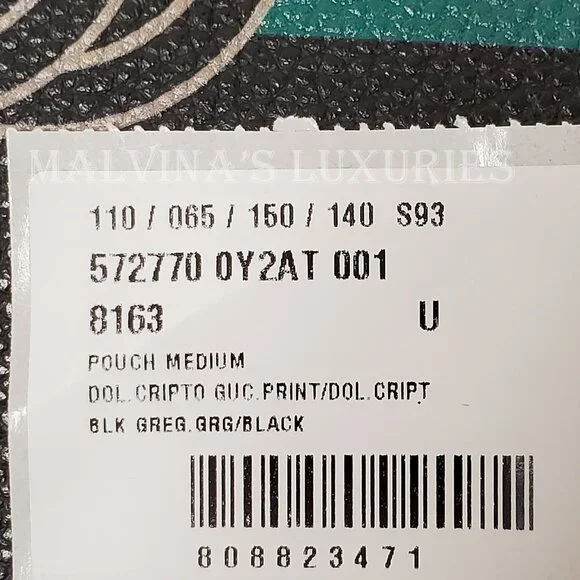 MALVINA'S LUXURIES
110 / 065 / 150 / 140 S93
572770 0Y2AT 001
8163 U
POUCH MEDIUM
DOL.CRIPTO GUC.PRINT/DOL.CRIPT
BLK GREG.GRG/BLACK
808823471